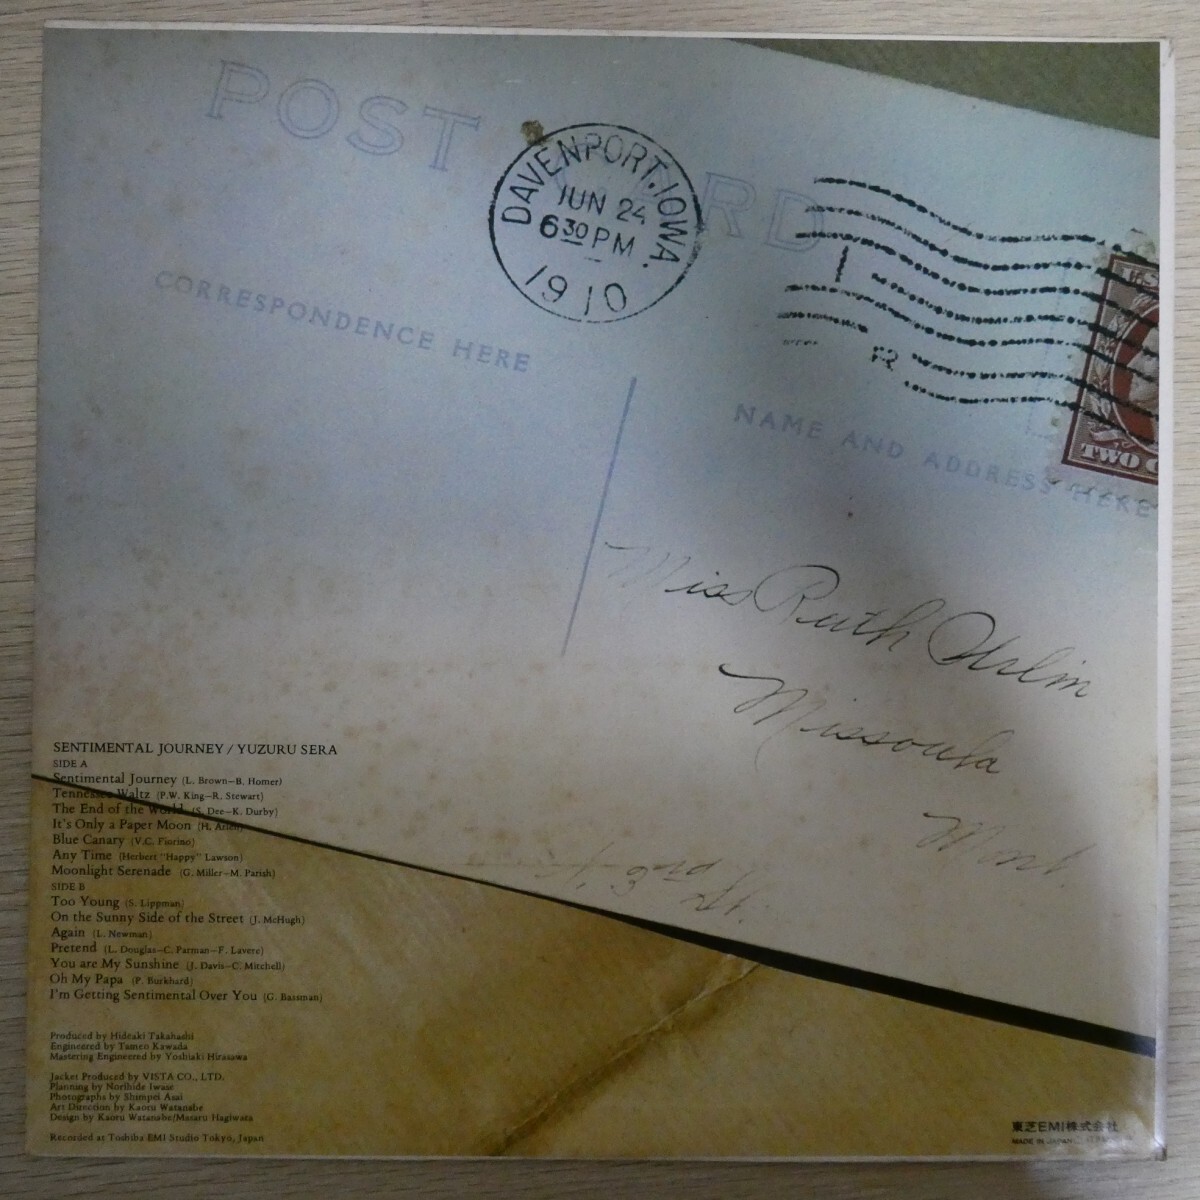 POST CARD
DAVENPORT, IOWA.
JUN 24
6 30 PM
1910
1
R
CORRESPONDENCE HERE
NAME AND ADDRESS HERE
TWO
Miss Ruth
Missoula
Mont.
SENTIMENTAL JOURNEY / YUZURU SERA
SIDE A
Sentimental Journey (L. Brown—B. Homer)
Tennessee Waltz (P.W. King—R. Stewart)
The End of the World (S. Dee—K. Durby)
It's Only a Paper Moon (H. Arlen)
Blue Canary (V.C. Fiorino)
Any Time (Herbert "Happy" Lawson)
Moonlight Serenade (G. Miller—M. Parish)
SIDE B
Too Young (S. Lippman)
On the Sunny Side of the Street (J. McHugh)
Again (L. Newman)
Pretend (L. Douglas—C. Parman—F. Lavere)
You are My Sunshine (J. Davis—C. Mitchell)
Oh My Papa (P. Burkhard)
I'm Getting Sentimental Over You (G. Bassman)
Produced by Hideaki Takahashi
Engineered by Tameo Kawada
Mastering Engineered by Yoshiaki Hirasawa
Jacket Produced by VISTA CO., LTD.
Planning by Norihide Iwase
Photographs by Shimpei Asai
Art Direction by Kaoru Watanabe
Design by Kaoru Watanabe/Masaru Hagiwara
Recorded at Toshiba EMI Studio Tokyo, Japan
東芝EMI株式会社
MADE IN JAPAN